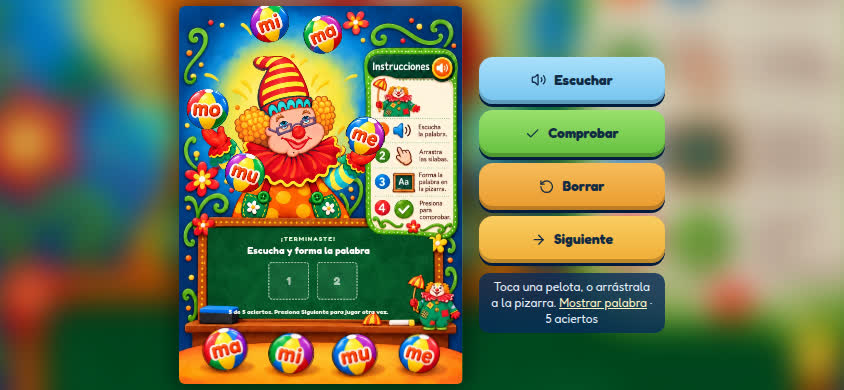 mi
ma
Instrucciones
mo
me
mu
Escucha
la palabra.
2
Arrastra
las sílabas.
3
Aa
Forma la
palabra en
la pizarra.
4
Presiona
para
comprobar.
¡TERMINASTE!
Escucha y forma la palabra
1
2
5 de 5 aciertos. Presiona Siguiente para jugar otra vez.
ma
mi
mu
me
Escuchar
Comprobar
Borrar
Siguiente
Toca una pelota, o arrástrala
a la pizarra. Mostrar palabra ·
5 aciertos